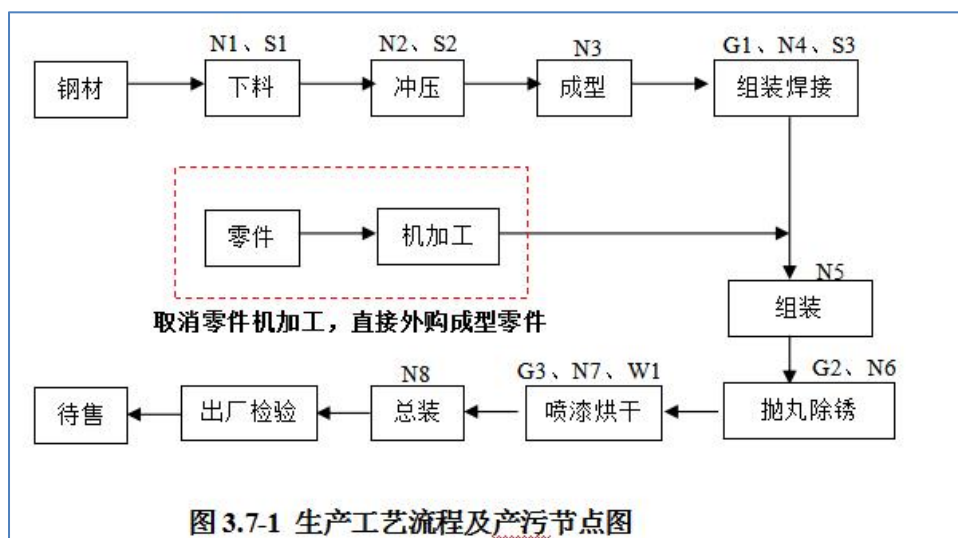 N1、S1
N2、S2
N3
G1、N4、S3
钢材
下料
冲压
成型
组装焊接
零件
机加工
取消零件机加工，直接外购成型零件
N5
组装
G2、N6
G3、N7、W1
N8
待售
出厂检验
总装
喷漆烘干
抛丸除锈
图 3.7-1 生产工艺流程及产污节点图